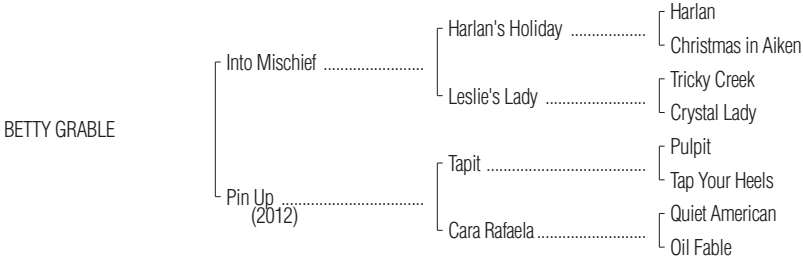 Harlan
Harlan's Holiday ..................
Christmas in Aiken
Into Mischief ........................
Tricky Creek
Leslie's Lady ........................
Crystal Lady
BETTY GRABLE
Pulpit
Tapit ......................................
Tap Your Heels
Pin Up ..................................
(2012)
Quiet American
Cara Rafaela..........................
Oil Fable